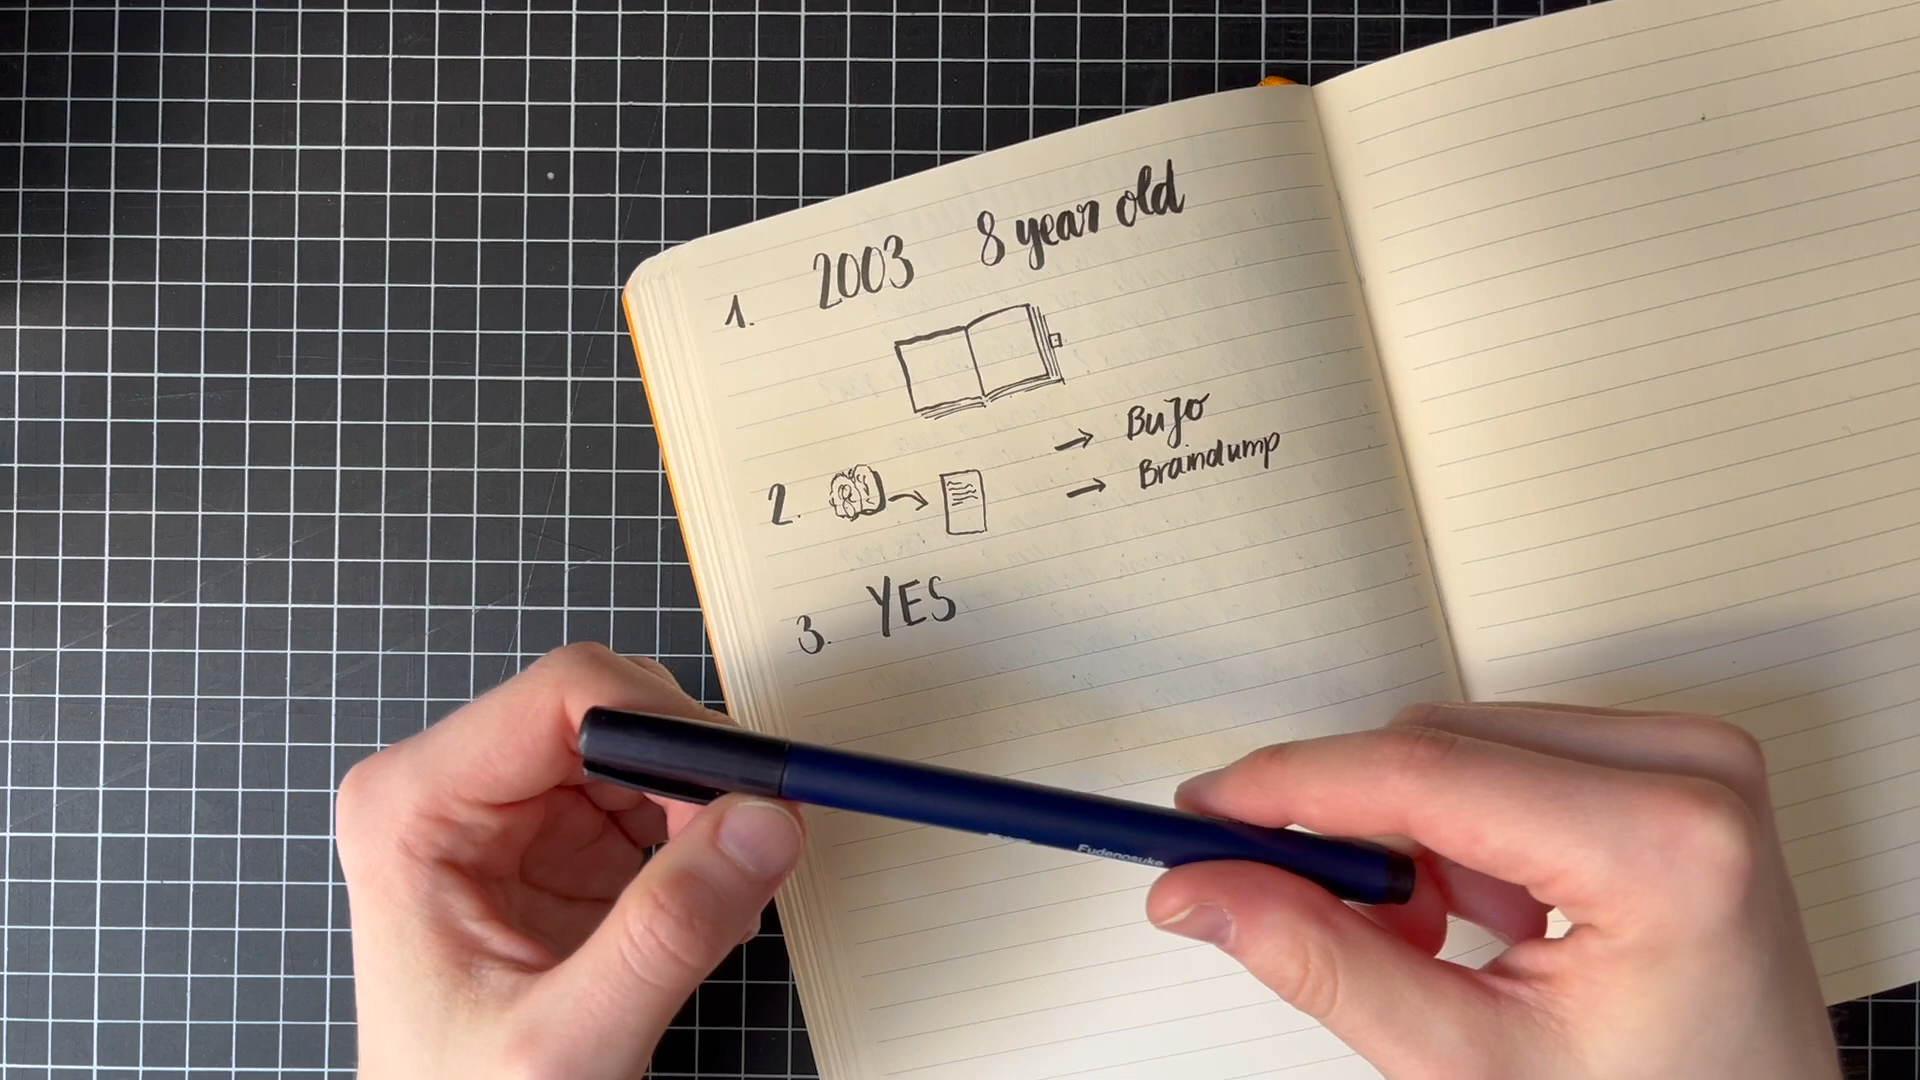 1. 2003 8 year old
2. → BuJo
→ Braindump
3. YES
Fudenosuke